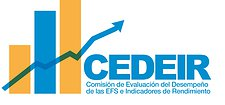 CEDEIR
Comisión de Evaluación del Desempeño
de las EFS e Indicadores de Rendimiento